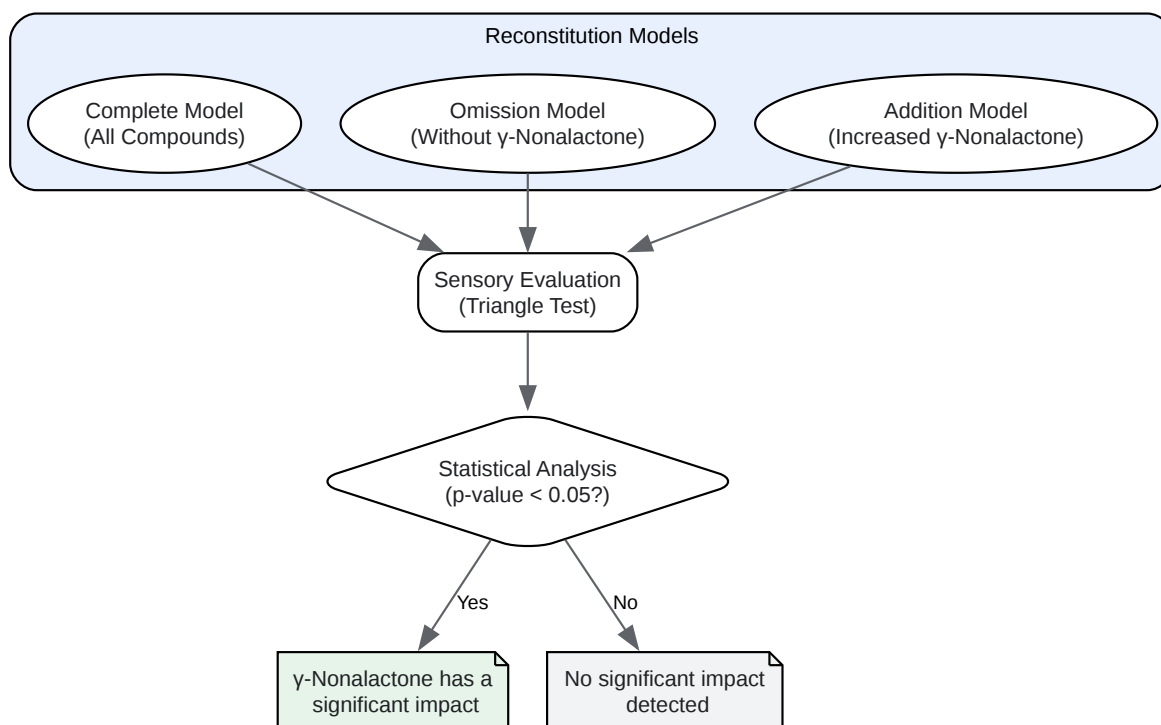 Reconstitution Models
Complete Model
(All Compounds)
Omission Model
(Without γ-Nonalactone)
Addition Model
(Increased γ-Nonalactone)
Sensory Evaluation
(Triangle Test)
Statistical Analysis
(p-value < 0.05?)
Yes
No
γ-Nonalactone has a
significant impact
No significant impact
detected